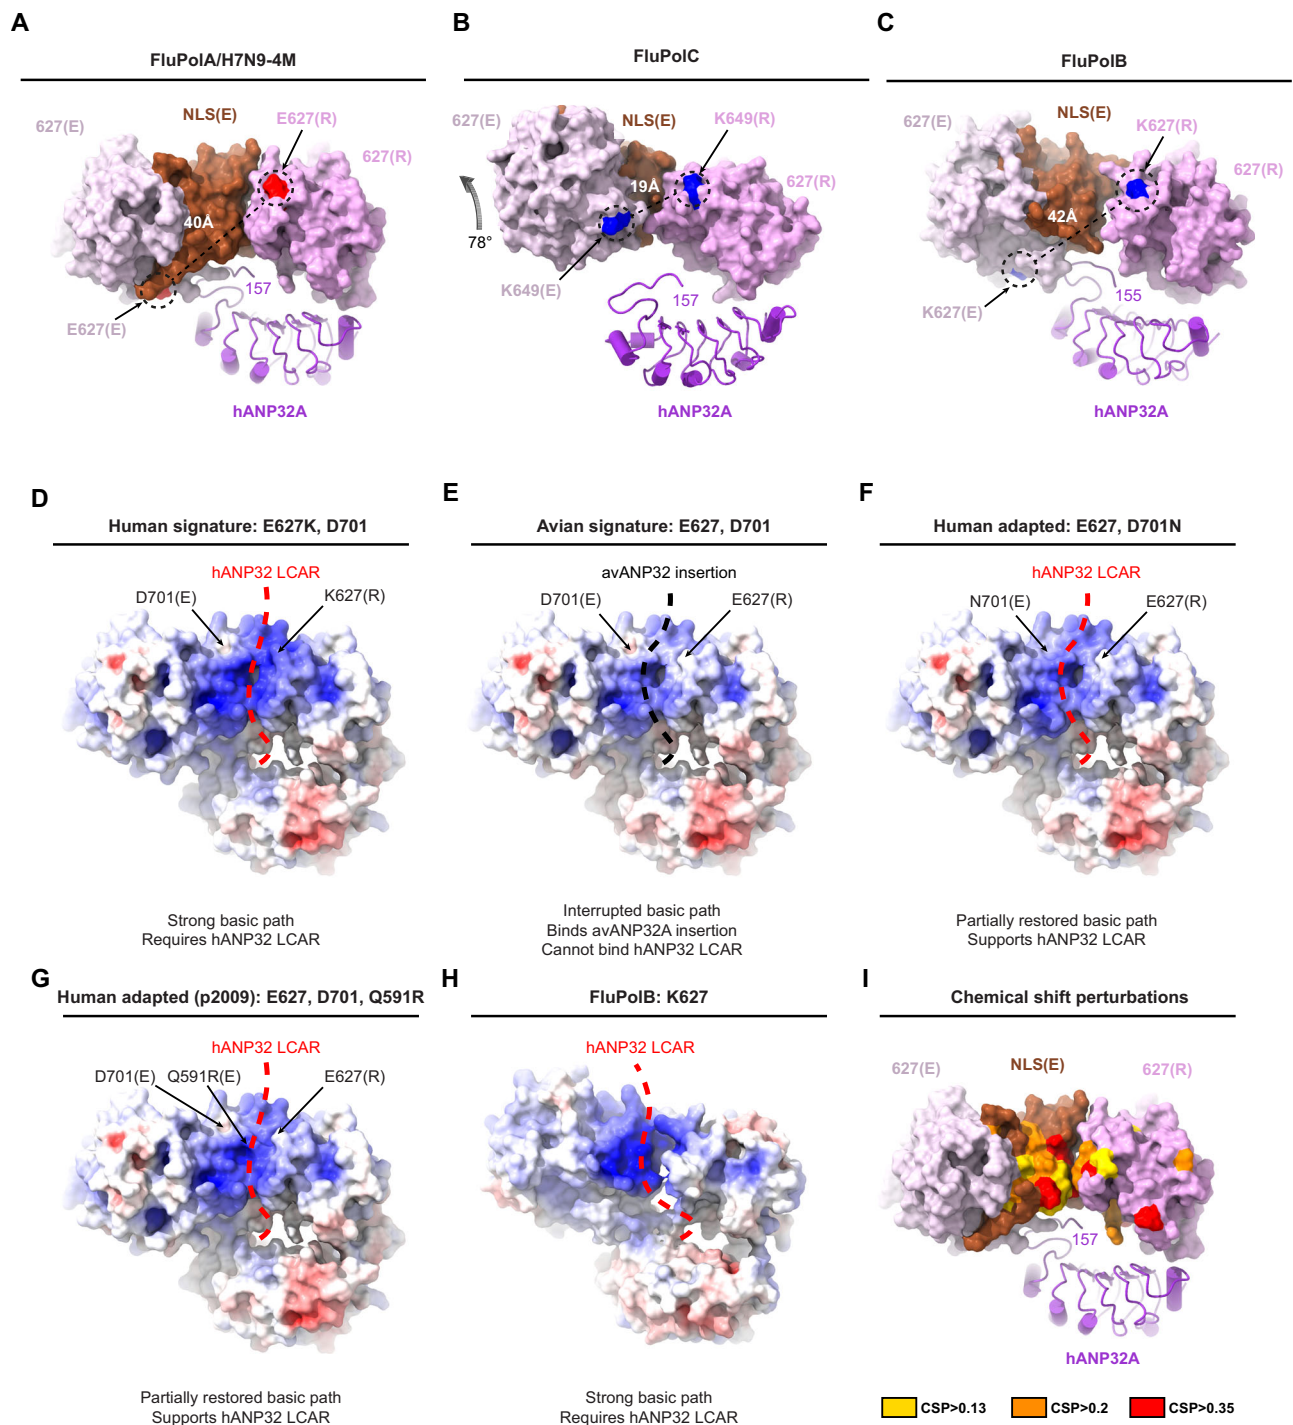 A
FluPolA/H7N9-4M
627(E)
NLS(E)
E627(R)
627(R)
40Å
157
E627(E)
hANP32A
B
FluPolC
627(E)
NLS(E)
K649(R)
627(R)
19Å
78°
K649(E)
157
hANP32A
C
FluPolB
627(E)
NLS(E)
K627(R)
627(R)
42Å
K627(E)
155
hANP32A
D
Human signature: E627K, D701
hANP32 LCAR
D701(E)
K627(R)
Strong basic path
Requires hANP32 LCAR
E
Avian signature: E627, D701
avANP32 insertion
D701(E)
E627(R)
Interrupted basic path
Binds avANP32A insertion
Cannot bind hANP32 LCAR
F
Human adapted: E627, D701N
hANP32 LCAR
N701(E)
E627(R)
Partially restored basic path
Supports hANP32 LCAR
G
Human adapted (p2009): E627, D701, Q591R
hANP32 LCAR
D701(E)
Q591R(E)
E627(R)
Partially restored basic path
Supports hANP32 LCAR
H
FluPolB: K627
hANP32 LCAR
Strong basic path
Requires hANP32 LCAR
I
Chemical shift perturbations
627(E)
NLS(E)
627(R)
157
hANP32A
CSP>0.13
CSP>0.2
CSP>0.35